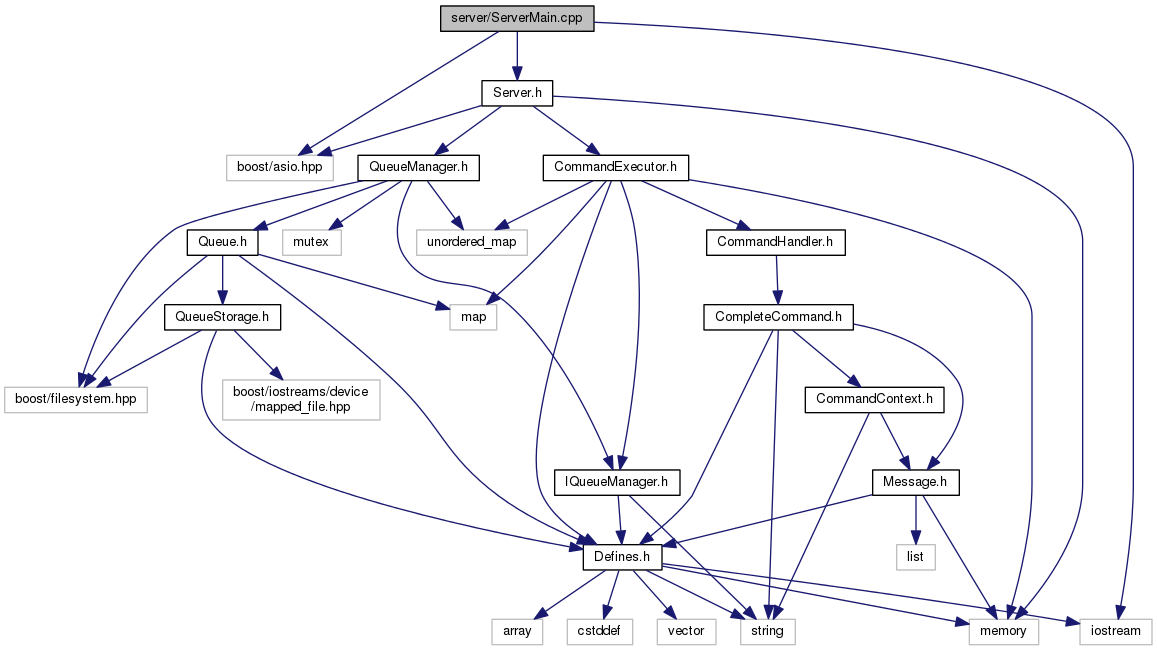 server/ServerMain.cpp
Server.h
boost/asio.hpp
QueueManager.h
CommandExecutor.h
Queue.h
mutex
unordered_map
CommandHandler.h
QueueStorage.h
map
CompleteCommand.h
boost/filesystem.hpp
boost/iostreams/device
/mapped_file.hpp
CommandContext.h
IQueueManager.h
Message.h
Defines.h
list
array
cstddef
vector
string
memory
iostream